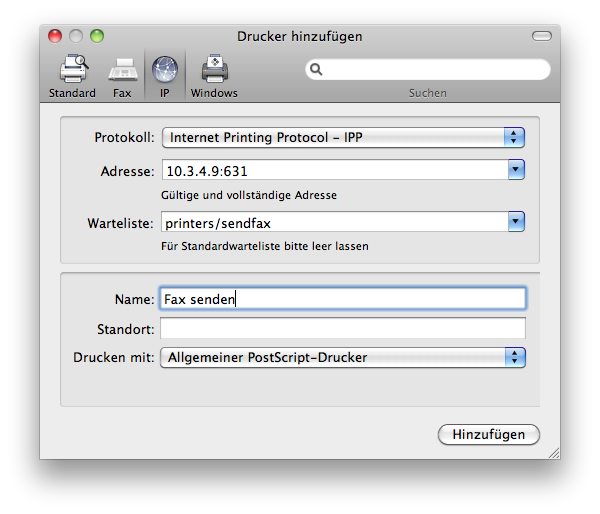 Drucker hinzufügen
Standard Fax IP Windows
Suchen
Protokoll: Internet Printing Protocol – IPP
Adresse: 10.3.4.9:631
Gültige und vollständige Adresse
Warteliste: printers/sendfax
Für Standardwarteliste bitte leer lassen
Name: Fax senden
Standort:
Drucken mit: Allgemeiner PostScript-Drucker
Hinzufügen